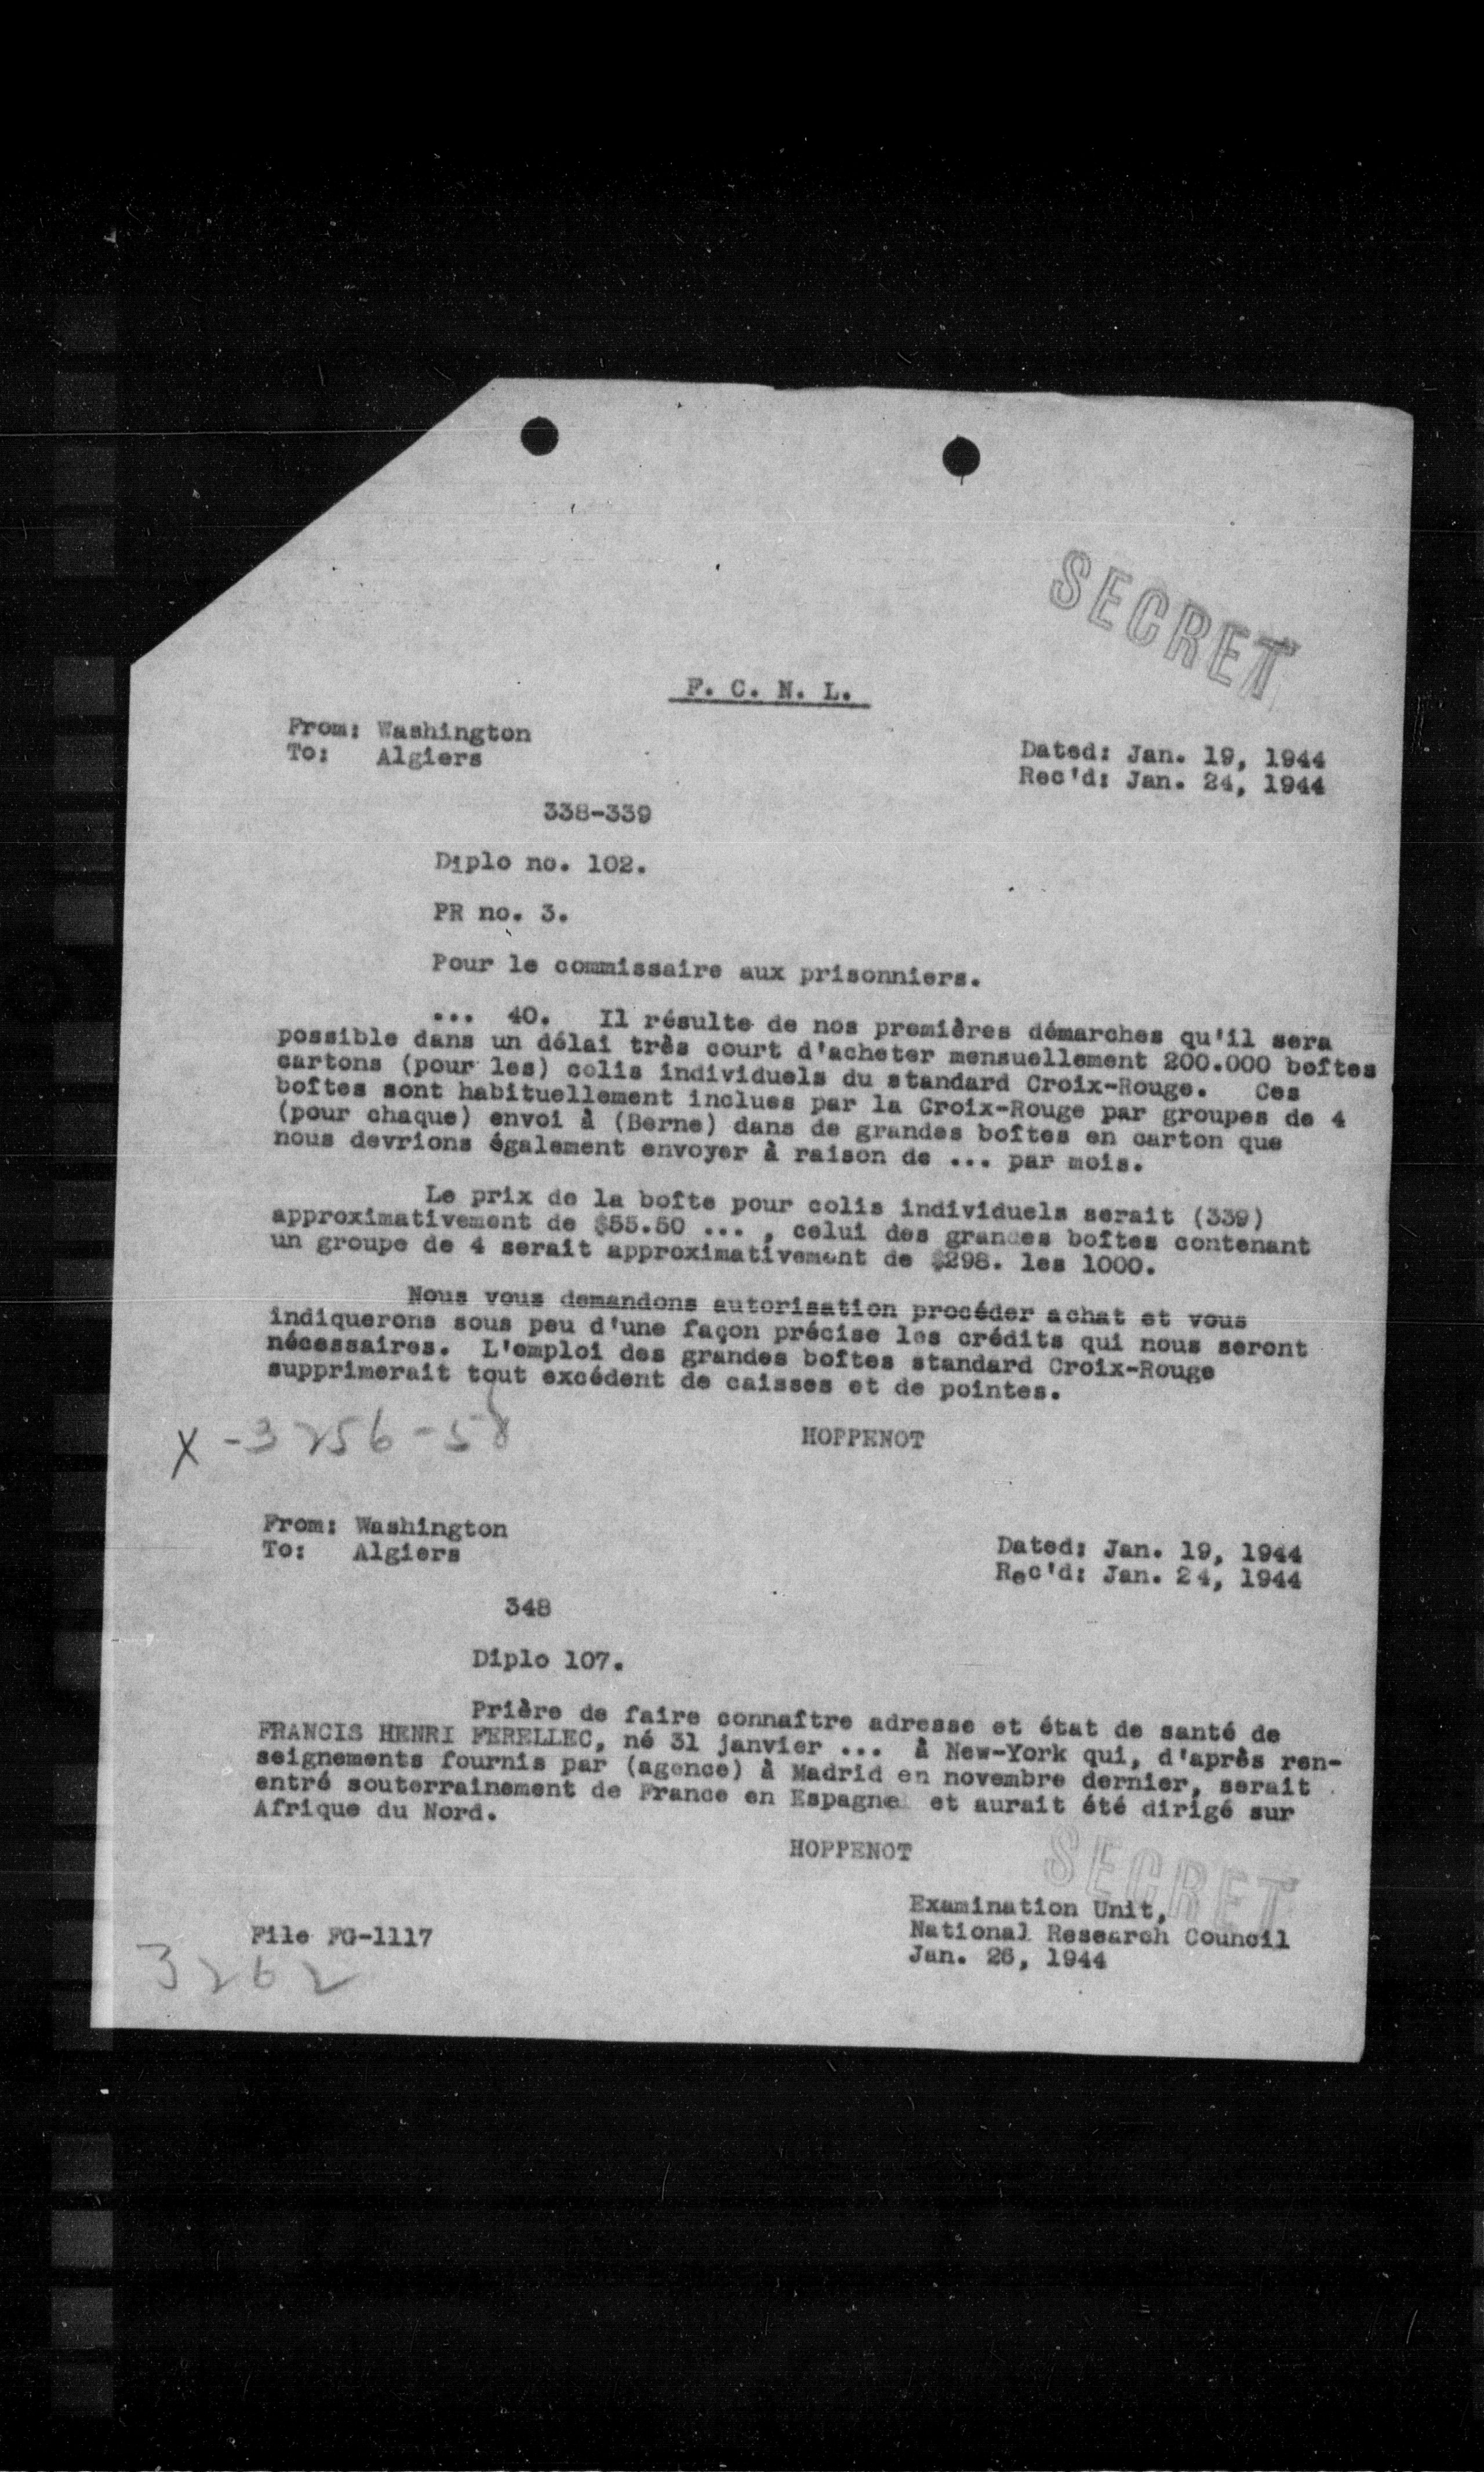 SECRET
F. C. N. L.
From: Washington
To: Algiers
Dated: Jan. 19, 1944
Rec'd: Jan. 24, 1944
338-339
Diplo no. 102.
PR no. 3.
Pour le commissaire aux prisonniers.
... 40. Il résulte de nos premières démarches qu'il sera
possible dans un délai très court d'acheter mensuellement 200.000 boîtes
cartons (pour les) colis individuels du standard Croix-Rouge. Ces
boîtes sont habituellement inclues par la Croix-Rouge par groupes de 4
(pour chaque) envoi à (Berne) dans de grandes boîtes en carton que
nous devrions également envoyer à raison de ... par mois.
Le prix de la boîte pour colis individuels serait (339)
approximativement de $55.50 ... , celui des grandes boîtes contenant
un groupe de 4 serait approximativement de $298. les 1000.
Nous vous demandons autorisation procéder achat et vous
indiquerons sous peu d'une façon précise les crédits qui nous seront
nécessaires. L'emploi des grandes boîtes standard Croix-Rouge
supprimerait tout excédent de caisses et de pointes.
X -3256-58
HOPPENOT
From: Washington
To: Algiers
Dated: Jan. 19, 1944
Rec'd: Jan. 24, 1944
348
Diplo 107.
Prière de faire connaître adresse et état de santé de
FRANCIS HENRI FERELLEC, né 31 janvier ... à New-York qui, d'après ren-
seignements fournis par (agence) à Madrid en novembre dernier, serait
entré souterrainement de France en Espagne et aurait été dirigé sur
Afrique du Nord.
HOPPENOT
SECRET
Examination Unit,
National Research Council
Jan. 26, 1944
File FG-1117
3262